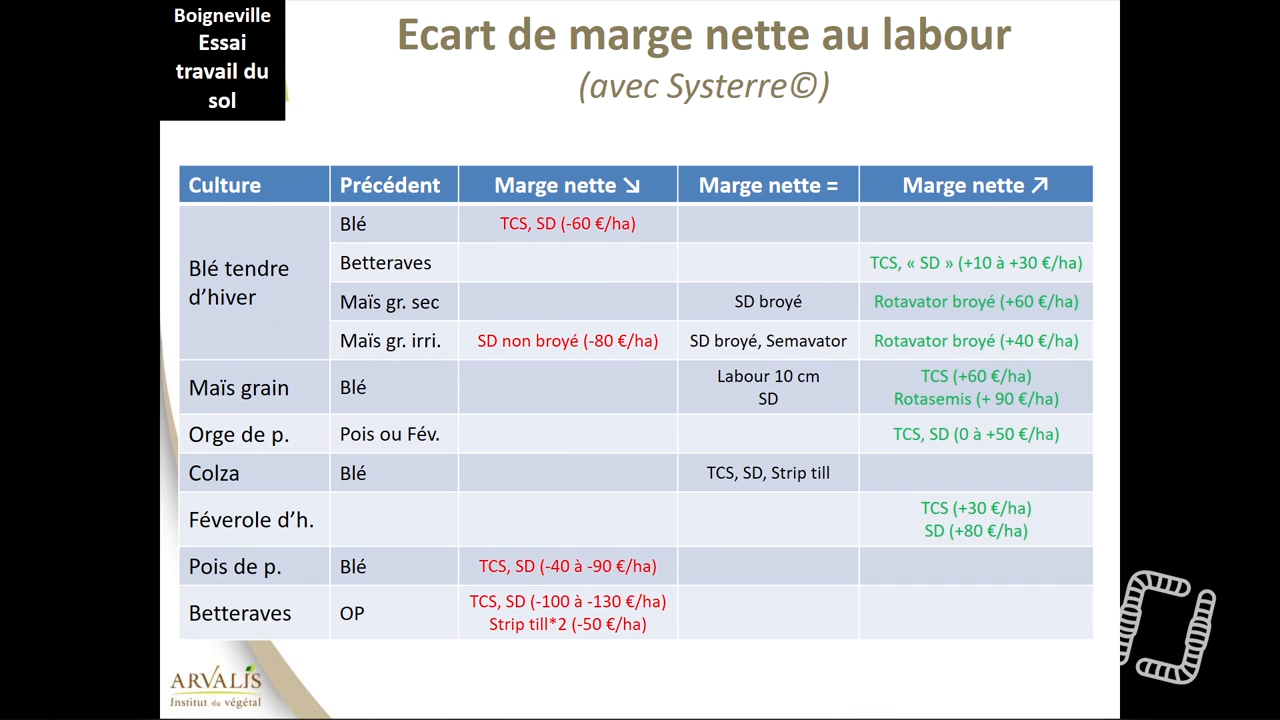 Boigneville
Essai
travail du
sol
Ecart de marge nette au labour
(avec Systerre©)
Culture Précédent Marge nette ↘ Marge nette = Marge nette ↗
Blé tendre
d’hiver
Blé TCS, SD (-60 €/ha)
Betteraves TCS, « SD » (+10 à +30 €/ha)
Maïs gr. sec SD broyé Rotavator broyé (+60 €/ha)
Maïs gr. irri. SD non broyé (-80 €/ha) SD broyé, Semavator Rotavator broyé (+40 €/ha)
Maïs grain Blé Labour 10 cm TCS (+60 €/ha)
SD Rotasemis (+ 90 €/ha)
Orge de p. Pois ou Fév. TCS, SD (0 à +50 €/ha)
Colza Blé TCS, SD, Strip till
Féverole d’h. TCS (+30 €/ha)
SD (+80 €/ha)
Pois de p. Blé TCS, SD (-40 à -90 €/ha)
Betteraves OP TCS, SD (-100 à -130 €/ha)
Strip till*2 (-50 €/ha)
ARVALIS
Institut du végétal